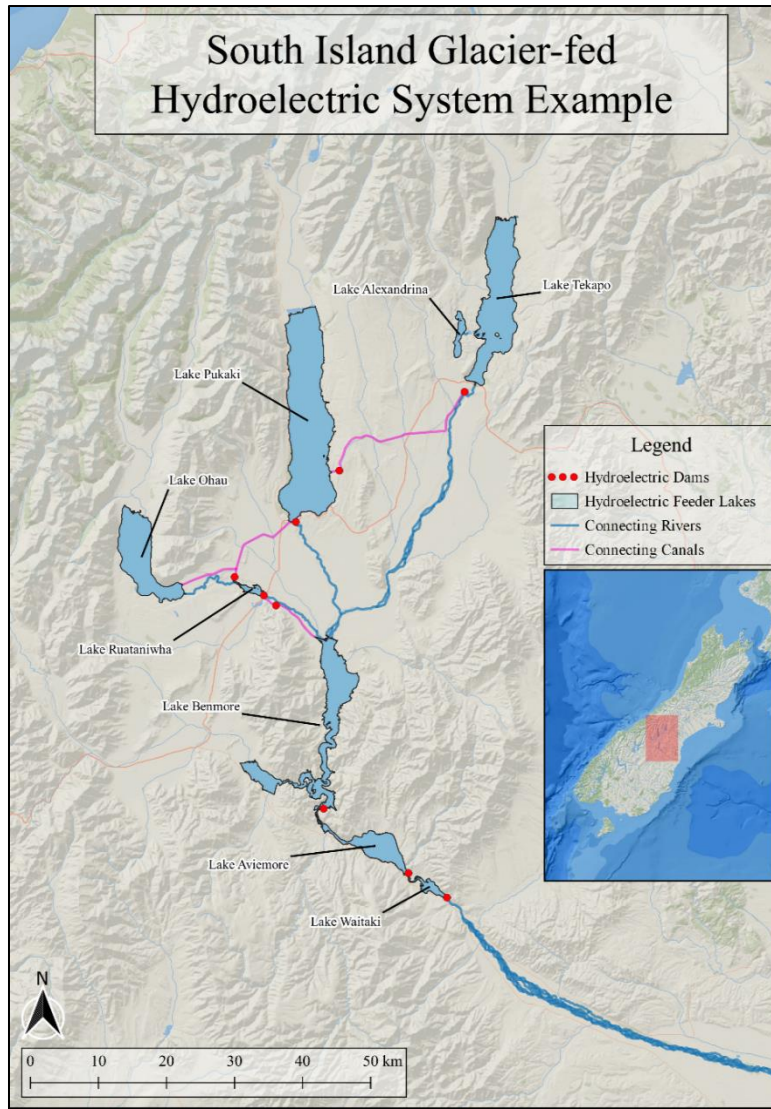 South Island Glacier-fed
Hydroelectric System Example
Lake Alexandrina
Lake Tekapo
Lake Pukaki
Lake Ohau
Legend
Hydroelectric Dams
Hydroelectric Feeder Lakes
Connecting Rivers
Connecting Canals
Lake Ruataniwha
Lake Benmore
Lake Aviemore
Lake Waitaki
N
0 10 20 30 40 50 km